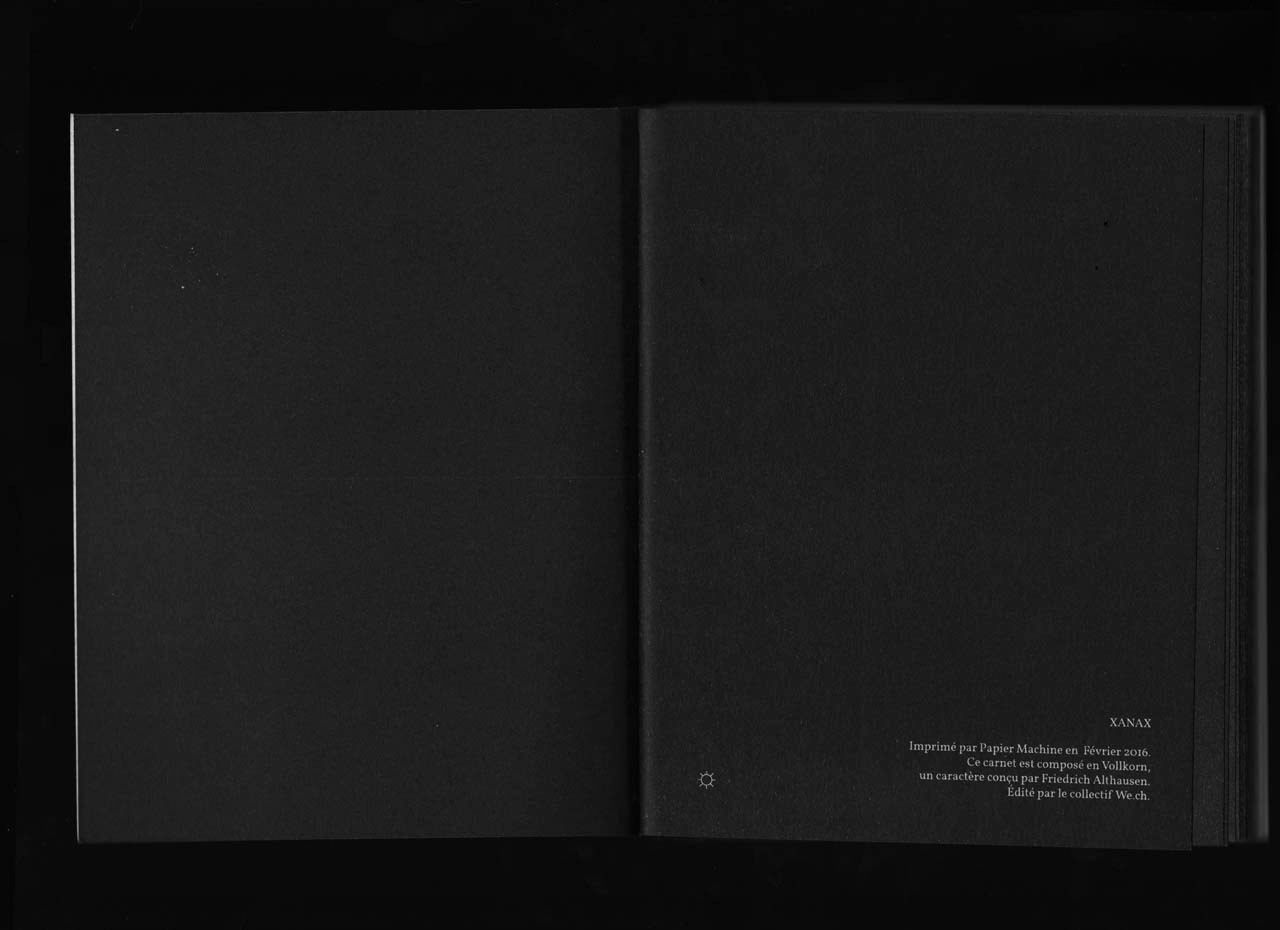 XANAX
Imprimé par Papier Machine en Février 2016.
Ce carnet est composé en Vollkorn,
un caractère conçu par Friedrich Althausen.
Édité par le collectif We.ch.